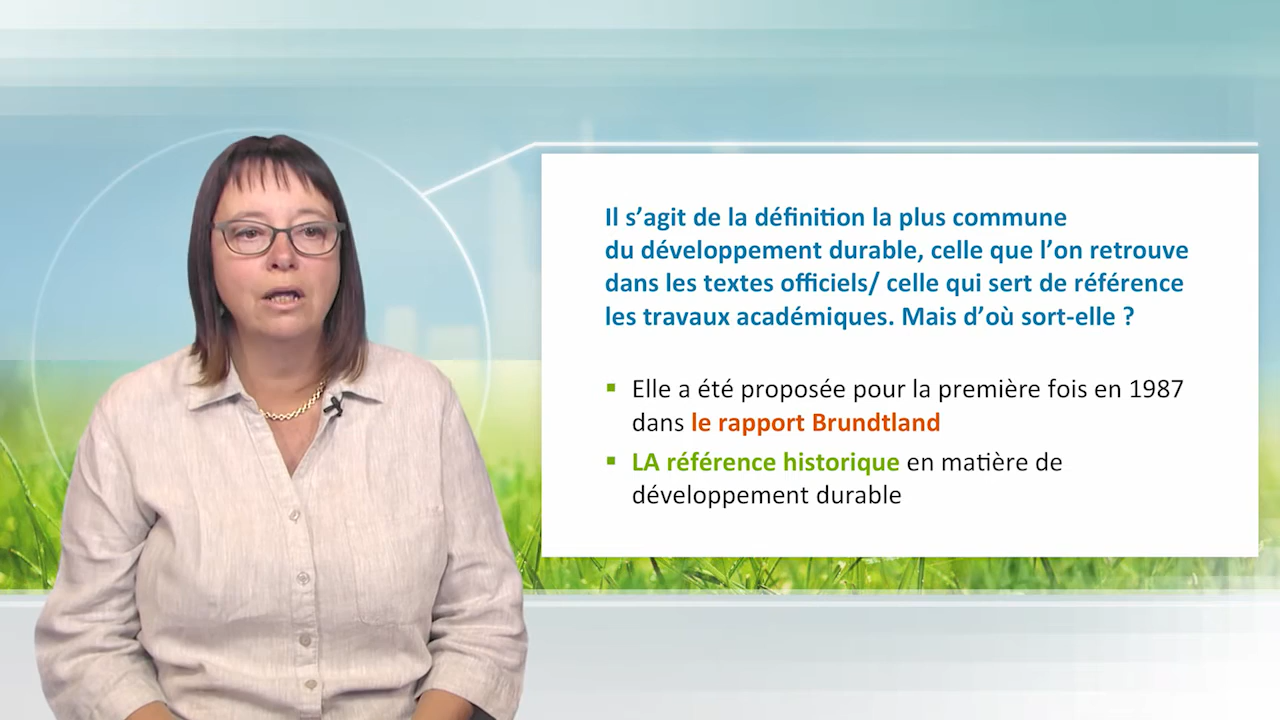 Il s’agit de la définition la plus commune
du développement durable, celle que l’on retrouve
dans les textes officiels/ celle qui sert de référence
les travaux académiques. Mais d’où sort-elle ?
▪ Elle a été proposée pour la première fois en 1987
dans le rapport Brundtland
▪ LA référence historique en matière de
développement durable